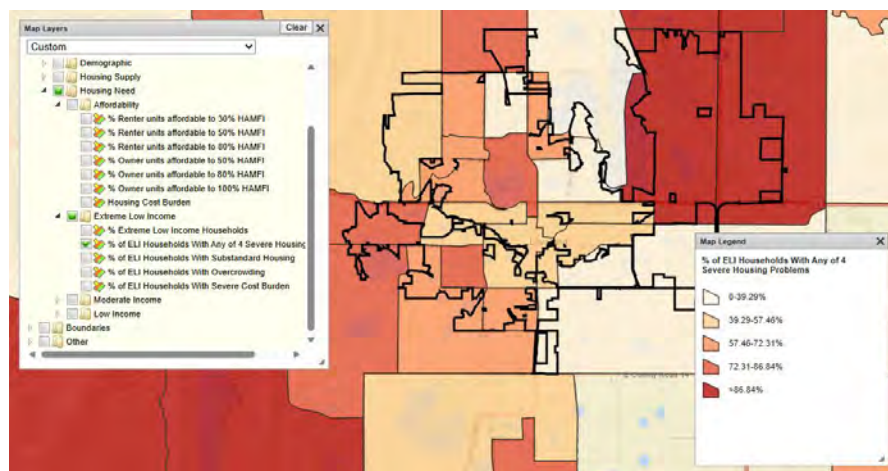 Map Layers
Clear
Custom
Demographic
Housing Supply
Housing Need
Affordability
% Renter units affordable to 30% HAMFI
% Renter units affordable to 50% HAMFI
% Renter units affordable to 80% HAMFI
% Owner units affordable to 50% HAMFI
% Owner units affordable to 80% HAMFI
% Owner units affordable to 100% HAMFI
Housing Cost Burden
Extreme Low Income
% Extreme Low Income Households
% of ELI Households With Any of 4 Severe Housing
% of ELI Households With Substandard Housing
% of ELI Households With Overcrowding
% of ELI Households With Severe Cost Burden
Moderate Income
Low Income
Boundaries
Other
Map Legend
% of ELI Households With Any of 4
Severe Housing Problems
0-39.29%
39.29-57.46%
57.46-72.31%
72.31-86.84%
>86.84%